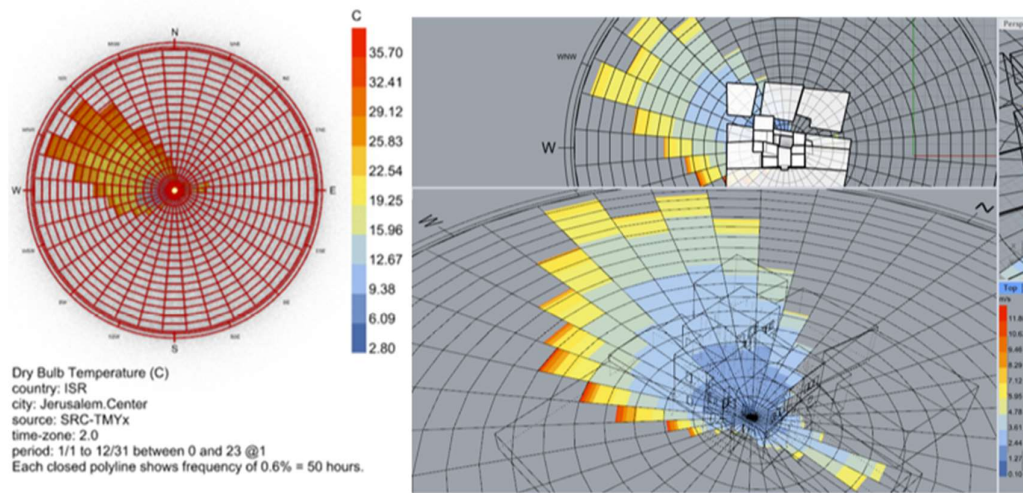 C
N
W
E
S
35.70
32.41
29.12
25.83
22.54
19.25
15.96
12.67
9.38
6.09
2.80
Dry Bulb Temperature (C)
country: ISR
city: Jerusalem.Center
source: SRC-TMYx
time-zone: 2.0
period: 1/1 to 12/31 between 0 and 23 @1
Each closed polyline shows frequency of 0.6% = 50 hours.
WNW
W
W
N
Persp
Top
m/s